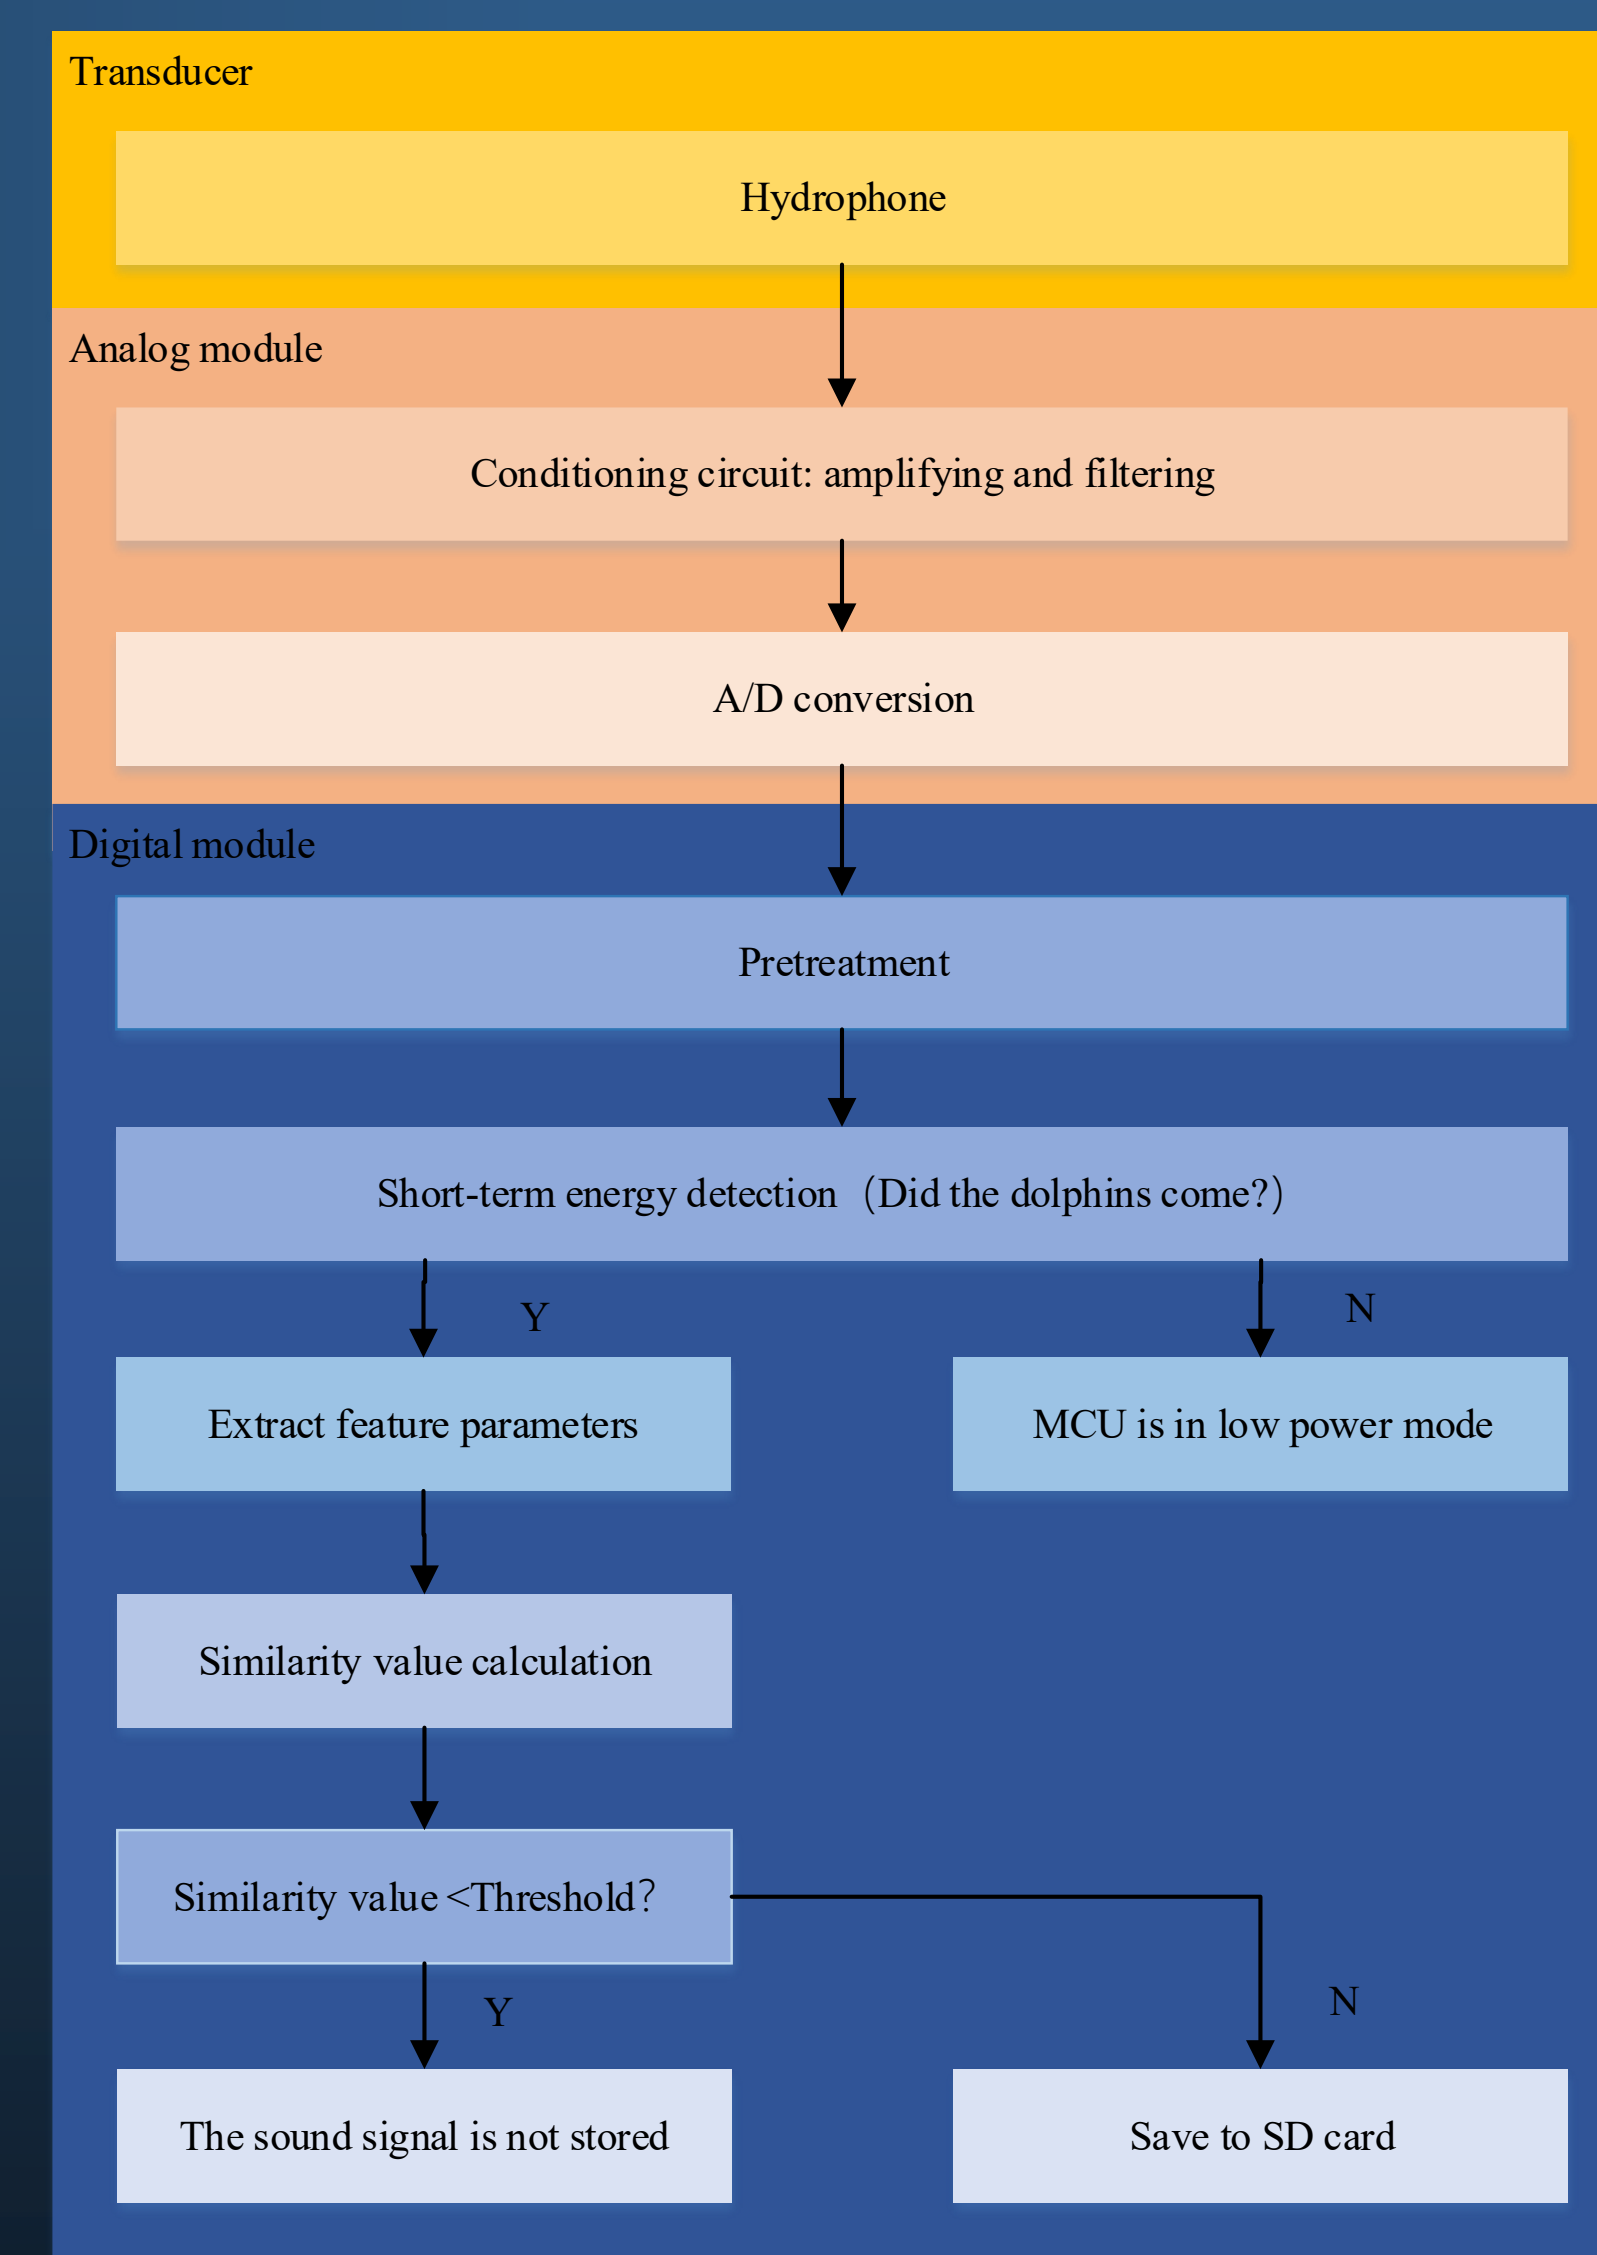 Transducer
Hydrophone
Analog module
Conditioning circuit: amplifying and filtering
A/D conversion
Digital module
Pretreatment
Short-term energy detection（Did the dolphins come?）
Y
N
Extract feature parameters
MCU is in low power mode
Similarity value calculation
Similarity value <Threshold？
Y
N
The sound signal is not stored
Save to SD card